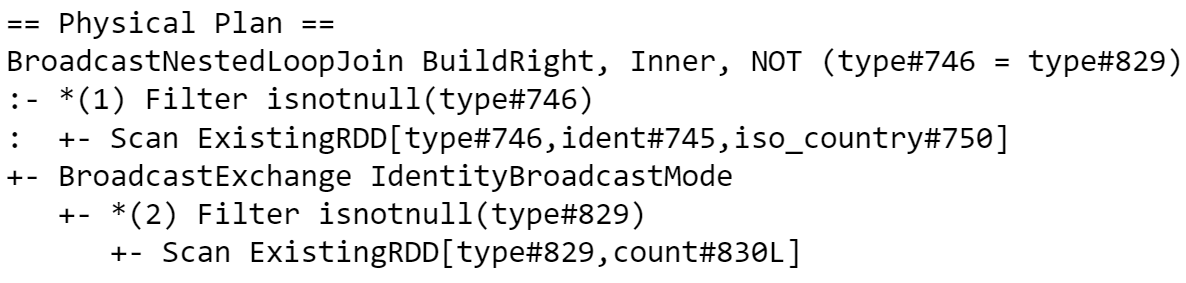 == Physical Plan ==
BroadcastNestedLoopJoin BuildRight, Inner, NOT (type#746 = type#829)
:- *(1) Filter isnotnull(type#746)
:  +- Scan ExistingRDD[type#746,ident#745,iso_country#750]
+- BroadcastExchange IdentityBroadcastMode
   +- *(2) Filter isnotnull(type#829)
      +- Scan ExistingRDD[type#829,count#830L]